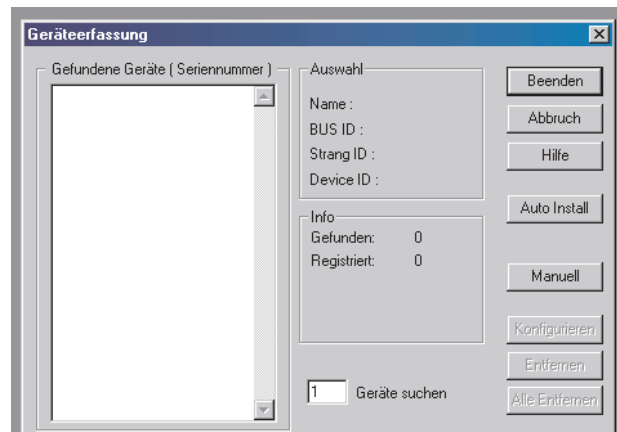 Geräteerfassung
Gefundene Geräte ( Seriennummer )
Auswahl
Name :
BUS ID :
Strang ID :
Device ID :
Info
Gefunden: 0
Registriert: 0
1 Geräte suchen
Beenden
Abbruch
Hilfe
Auto Install
Manuell
Konfigurieren
Entfernen
Alle Entfernen